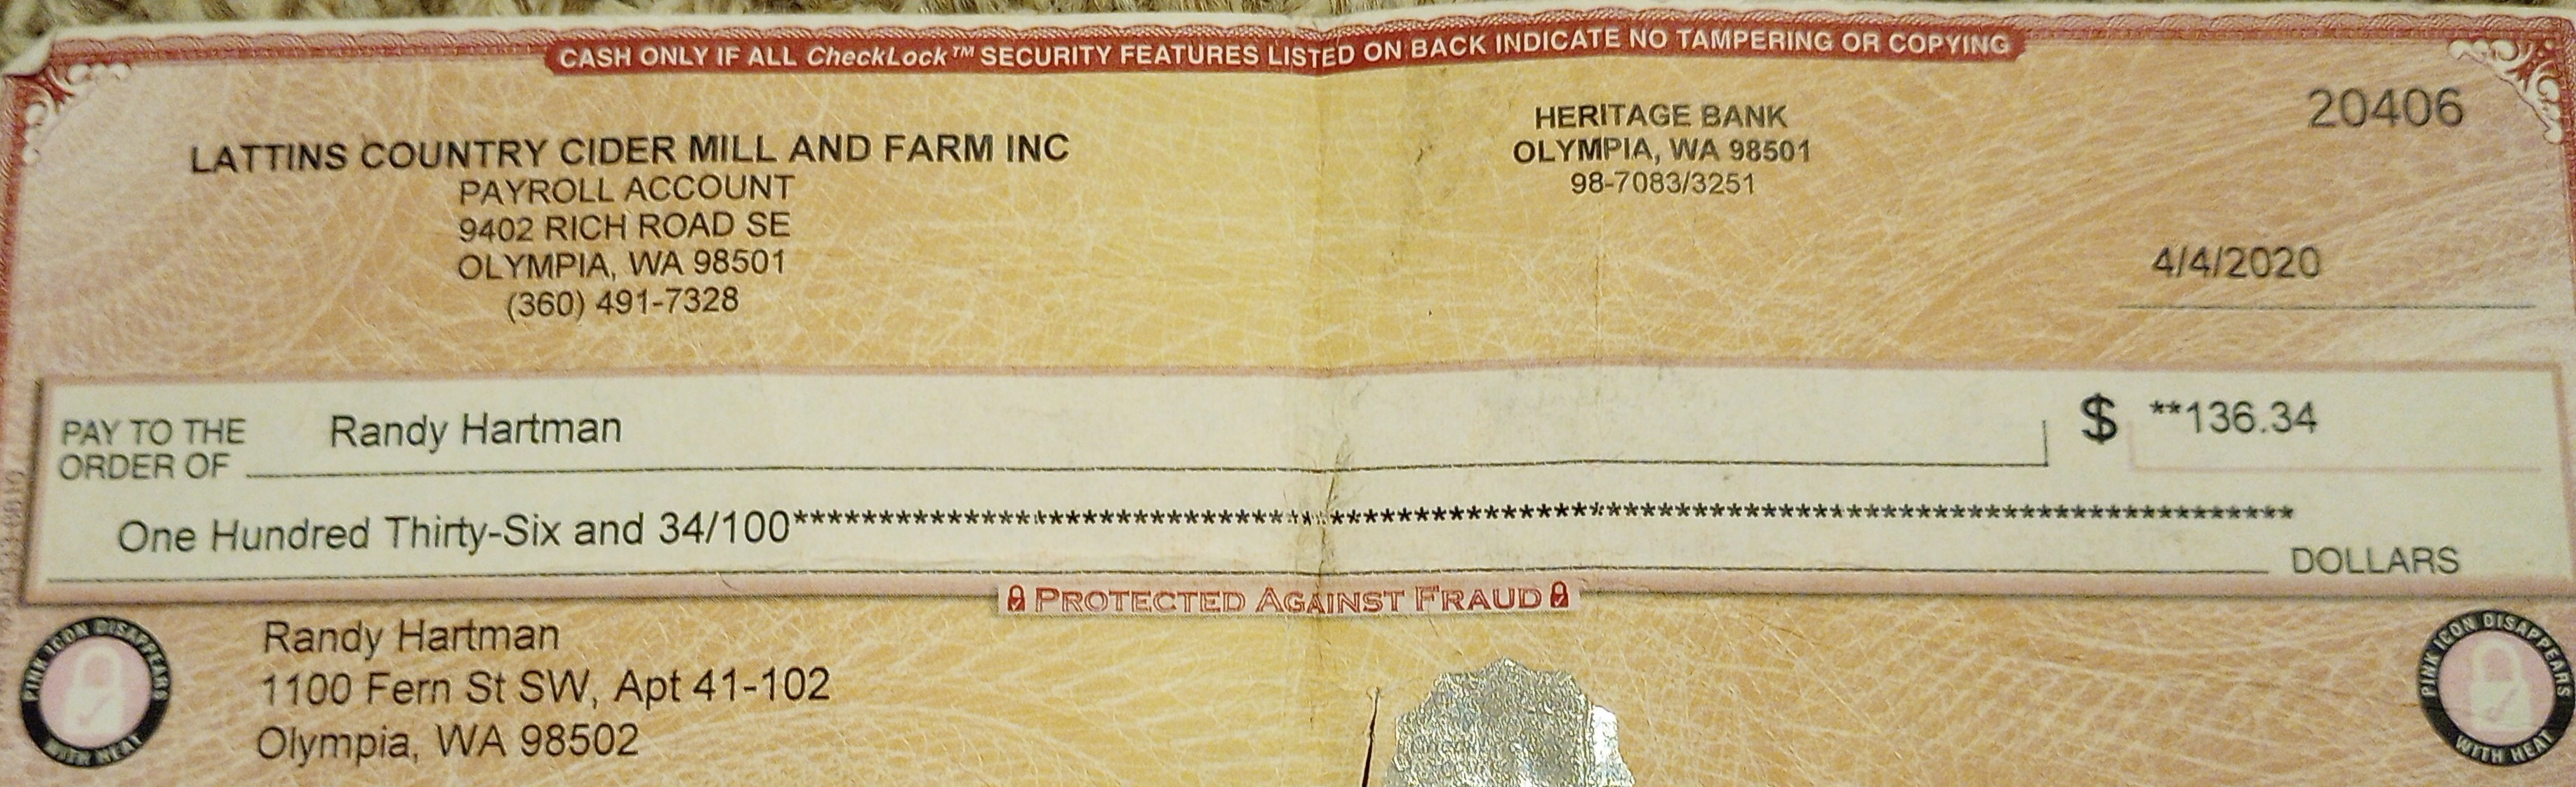 CASH ONLY IF ALL CheckLock™ SECURITY FEATURES LISTED ON BACK INDICATE NO TAMPERING OR COPYING
20406
LATTINS COUNTRY CIDER MILL AND FARM INC
PAYROLL ACCOUNT
9402 RICH ROAD SE
OLYMPIA, WA 98501
(360) 491-7328
HERITAGE BANK
OLYMPIA, WA 98501
98-7083/3251
4/4/2020
PAY TO THE
ORDER OF
Randy Hartman
$ **136.34
One Hundred Thirty-Six and 34/100******************************************************************************************************
DOLLARS
PROTECTED AGAINST FRAUD
Randy Hartman
1100 Fern St SW, Apt 41-102
Olympia, WA 98502
PINK ICON DISAPPEARS
WITH HEAT
PINK ICON DISAPPEARS
WITH HEAT